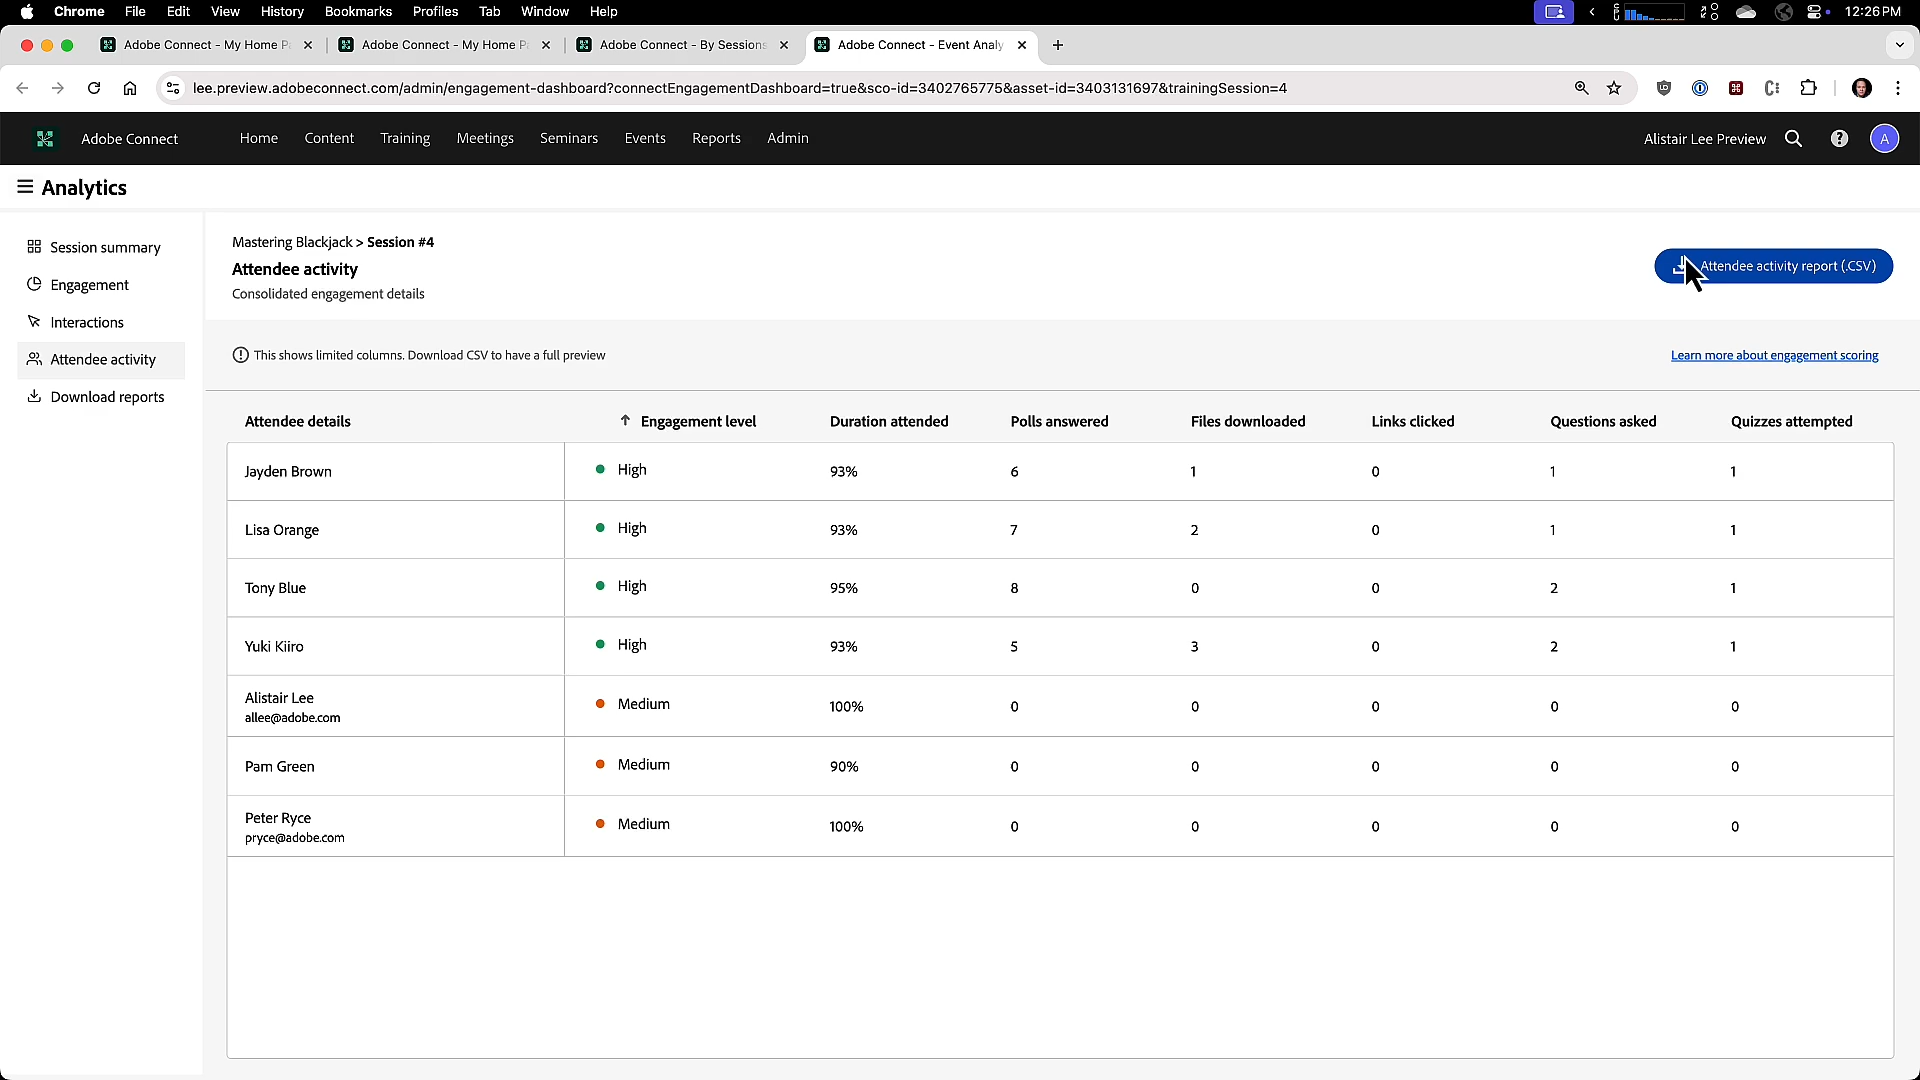 Chrome File Edit View History Bookmarks Profiles Tab Window Help 12:26 PM
Adobe Connect - My Home P Adobe Connect - My Home P Adobe Connect - By Sessions Adobe Connect - Event Analy
lee.preview.adobeconnect.com/admin/engagement-dashboard?connectEngagementDashboard=true&sco-id=3402765775&asset-id=3403131697&trainingSession=4
Adobe Connect Home Content Training Meetings Seminars Events Reports Admin Alistair Lee Preview A
Analytics
Session summary
Engagement
Interactions
Attendee activity
Download reports
Mastering Blackjack > Session #4
Attendee activity
Consolidated engagement details
Attendee activity report (.CSV)
This shows limited columns. Download CSV to have a full preview
Learn more about engagement scoring
Attendee details Engagement level Duration attended Polls answered Files downloaded Links clicked Questions asked Quizzes attempted
Jayden Brown High 93% 6 1 0 1 1
Lisa Orange High 93% 7 2 0 1 1
Tony Blue High 95% 8 0 0 2 1
Yuki Kiiro High 93% 5 3 0 2 1
Alistair Lee Medium 100% 0 0 0 0 0
allee@adobe.com
Pam Green Medium 90% 0 0 0 0 0
Peter Ryce Medium 100% 0 0 0 0 0
pryce@adobe.com